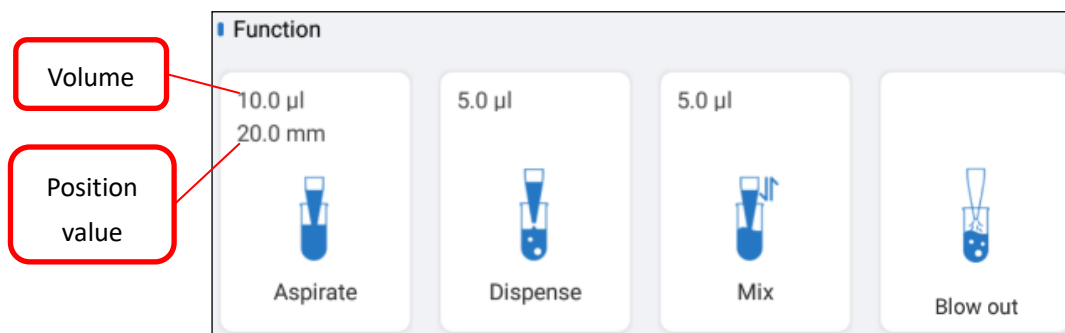 Function
Volume
10.0 µl
5.0 µl
5.0 µl
20.0 mm
Position
value
Aspirate
Dispense
Mix
Blow out